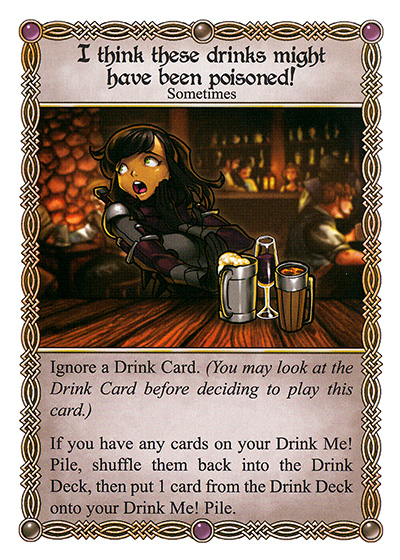 I think these drinks might
have been poisoned!
Sometimes
Ignore a Drink Card. (You may look at the
Drink Card before deciding to play this
card.)
If you have any cards on your Drink Me!
Pile, shuffle them back into the Drink
Deck, then put 1 card from the Drink Deck
onto your Drink Me! Pile.